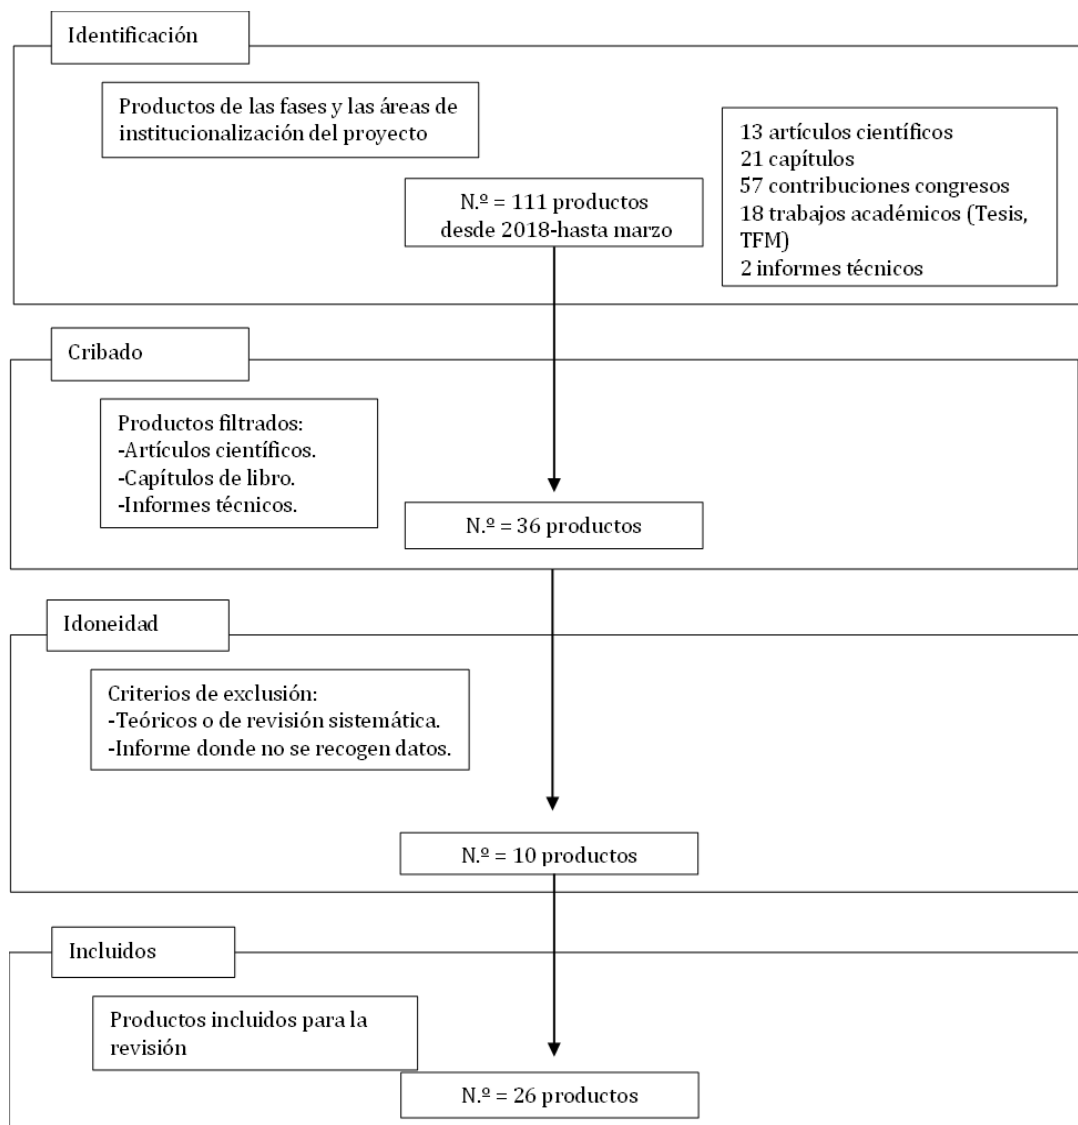 Identificación
Productos de las fases y las áreas de
institucionalización del proyecto
13 artículos científicos
21 capítulos
57 contribuciones congresos
18 trabajos académicos (Tesis,
TFM)
2 informes técnicos
N.º = 111 productos
desde 2018-hasta marzo
Cribado
Productos filtrados:
-Artículos científicos.
-Capítulos de libro.
-Informes técnicos.
N.º = 36 productos
Idoneidad
Criterios de exclusión:
-Teóricos o de revisión sistemática.
-Informe donde no se recogen datos.
N.º = 10 productos
Incluidos
Productos incluidos para la
revisión
N.º = 26 productos